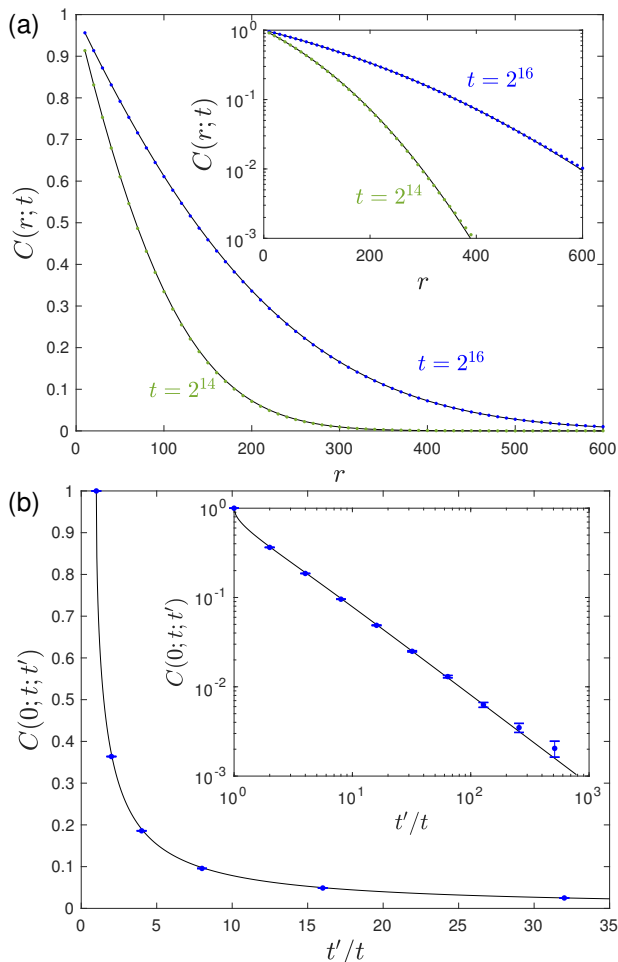 (a)
1
0.9
0.8
0.7
0.6
0.5
0.4
0.3
0.2
0.1
0
C(r; t)
0 100 200 300 400 500 600
r
t = 2^14
t = 2^16
10^0
10^-1
10^-2
10^-3
C(r; t)
0 200 400 600
r
t = 2^16
t = 2^14
(b)
1
0.9
0.8
0.7
0.6
0.5
0.4
0.3
0.2
0.1
0
C(0; t; t′)
0 5 10 15 20 25 30 35
t′/t
10^0
10^-1
10^-2
10^-3
C(0; t; t′)
10^0 10^1 10^2 10^3
t′/t